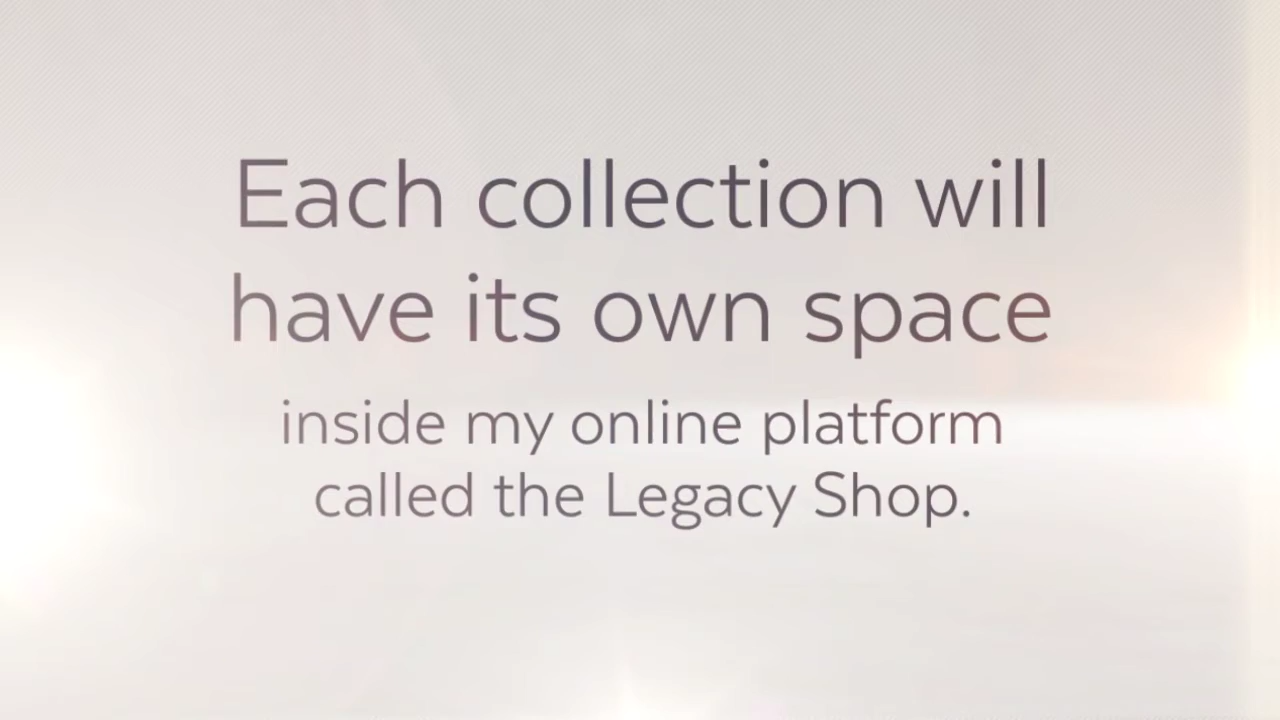 Each collection will
have its own space
inside my online platform
called the Legacy Shop.